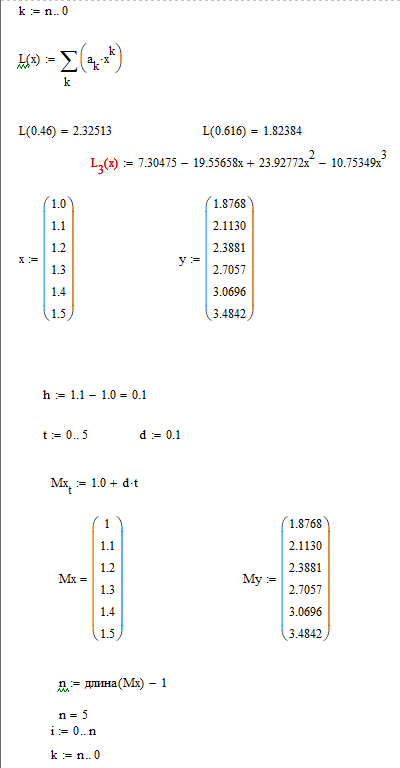 k := n.. 0
L(x) := ∑ (a_k·x^k)
k
L(0.46) = 2.32513 L(0.616) = 1.82384
L_3(x) := 7.30475 − 19.55658x + 23.92772x^2 − 10.75349x^3
1.0 1.8768
1.1 2.1130
1.2 2.3881
x := y :=
1.3 2.7057
1.4 3.0696
1.5 3.4842
h := 1.1 − 1.0 = 0.1
t := 0.. 5 d := 0.1
Mx_t := 1.0 + d·t
1 1.8768
1.1 2.1130
1.2 2.3881
Mx = My :=
1.3 2.7057
1.4 3.0696
1.5 3.4842
n := длина(Mx) − 1
n = 5
i := 0.. n
k := n.. 0